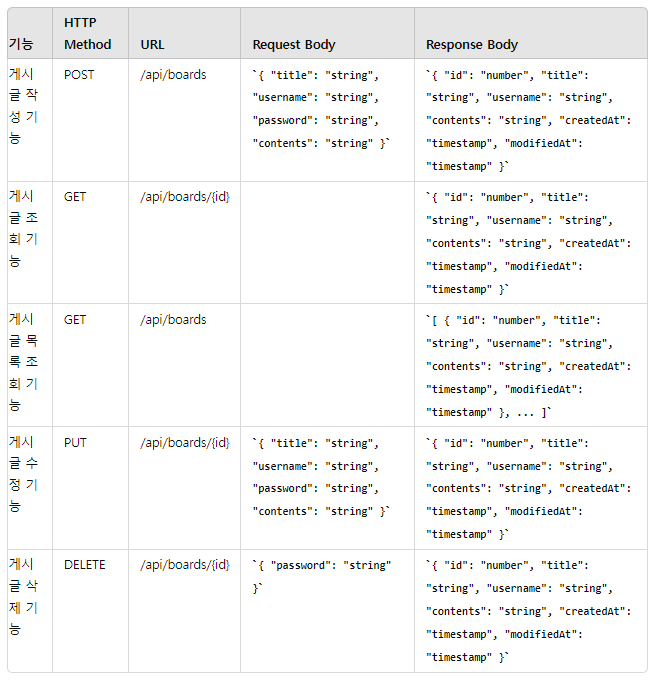 기능
HTTP
Method
URL
Request Body
Response Body
게시
글 작
성 기
능
POST
/api/boards
`{ "title": "string",
"username": "string",
"password": "string",
"contents": "string" }`
`{ "id": "number", "title":
"string", "username": "string",
"contents": "string", "createdAt":
"timestamp", "modifiedAt":
"timestamp" }`
게시
글 조
회 기
능
GET
/api/boards/{id}
`{ "id": "number", "title":
"string", "username": "string",
"contents": "string", "createdAt":
"timestamp", "modifiedAt":
"timestamp" }`
게시
글 목
록 조
회 기
능
GET
/api/boards
`[ { "id": "number", "title":
"string", "username": "string",
"contents": "string", "createdAt":
"timestamp", "modifiedAt":
"timestamp" }, ... ]`
게시
글 수
정 기
능
PUT
/api/boards/{id}
`{ "title": "string",
"username": "string",
"password": "string",
"contents": "string" }`
`{ "id": "number", "title":
"string", "username": "string",
"contents": "string", "createdAt":
"timestamp", "modifiedAt":
"timestamp" }`
게시
글 삭
제 기
능
DELETE
/api/boards/{id}
`{ "password": "string"
}`
`{ "id": "number", "title":
"string", "username": "string",
"contents": "string", "createdAt":
"timestamp", "modifiedAt":
"timestamp" }`